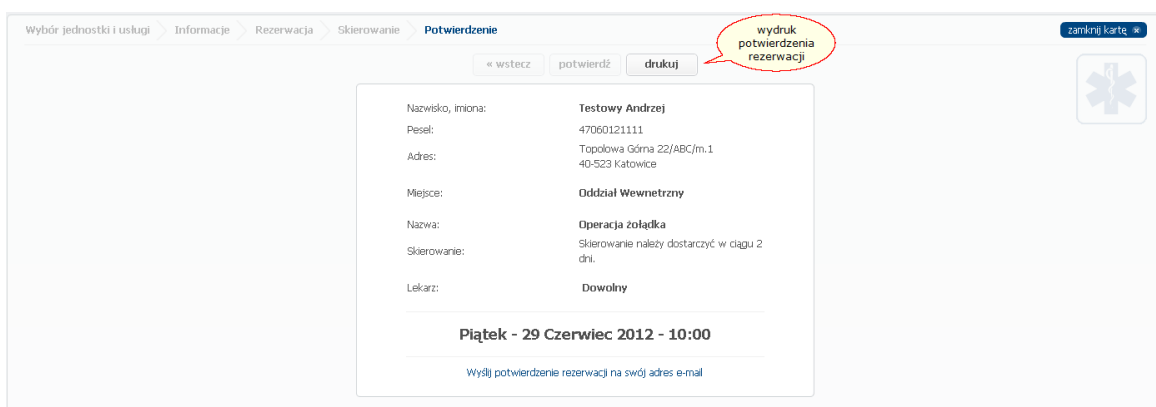 Wybór jednostki i usługi Informacje Rezerwacja Skierowanie Potwierdzenie
wydruk
potwierdzenia
rezerwacji
zamknij kartę
« wstecz potwierdź drukuj
Nazwisko, imiona: Testowy Andrzej
Pesel: 47060121111
Adres: Topolowa Górna 22/ABC/m.1
40-523 Katowice
Miejsce: Oddział Wewnetrzny
Nazwa: Operacja żołądka
Skierowanie: Skierowanie należy dostarczyć w ciągu 2
dni.
Lekarz: Dowolny
Piątek - 29 Czerwiec 2012 - 10:00
Wyślij potwierdzenie rezerwacji na swój adres e-mail